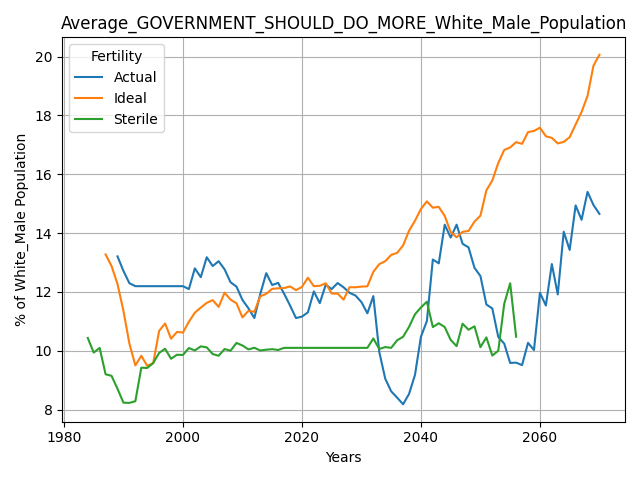 Average_GOVERNMENT_SHOULD_DO_MORE_White_Male_Population
Fertility
Actual
Ideal
Sterile
% of White_Male Population
20
18
16
14
12
10
8
1980
2000
2020
2040
2060
Years